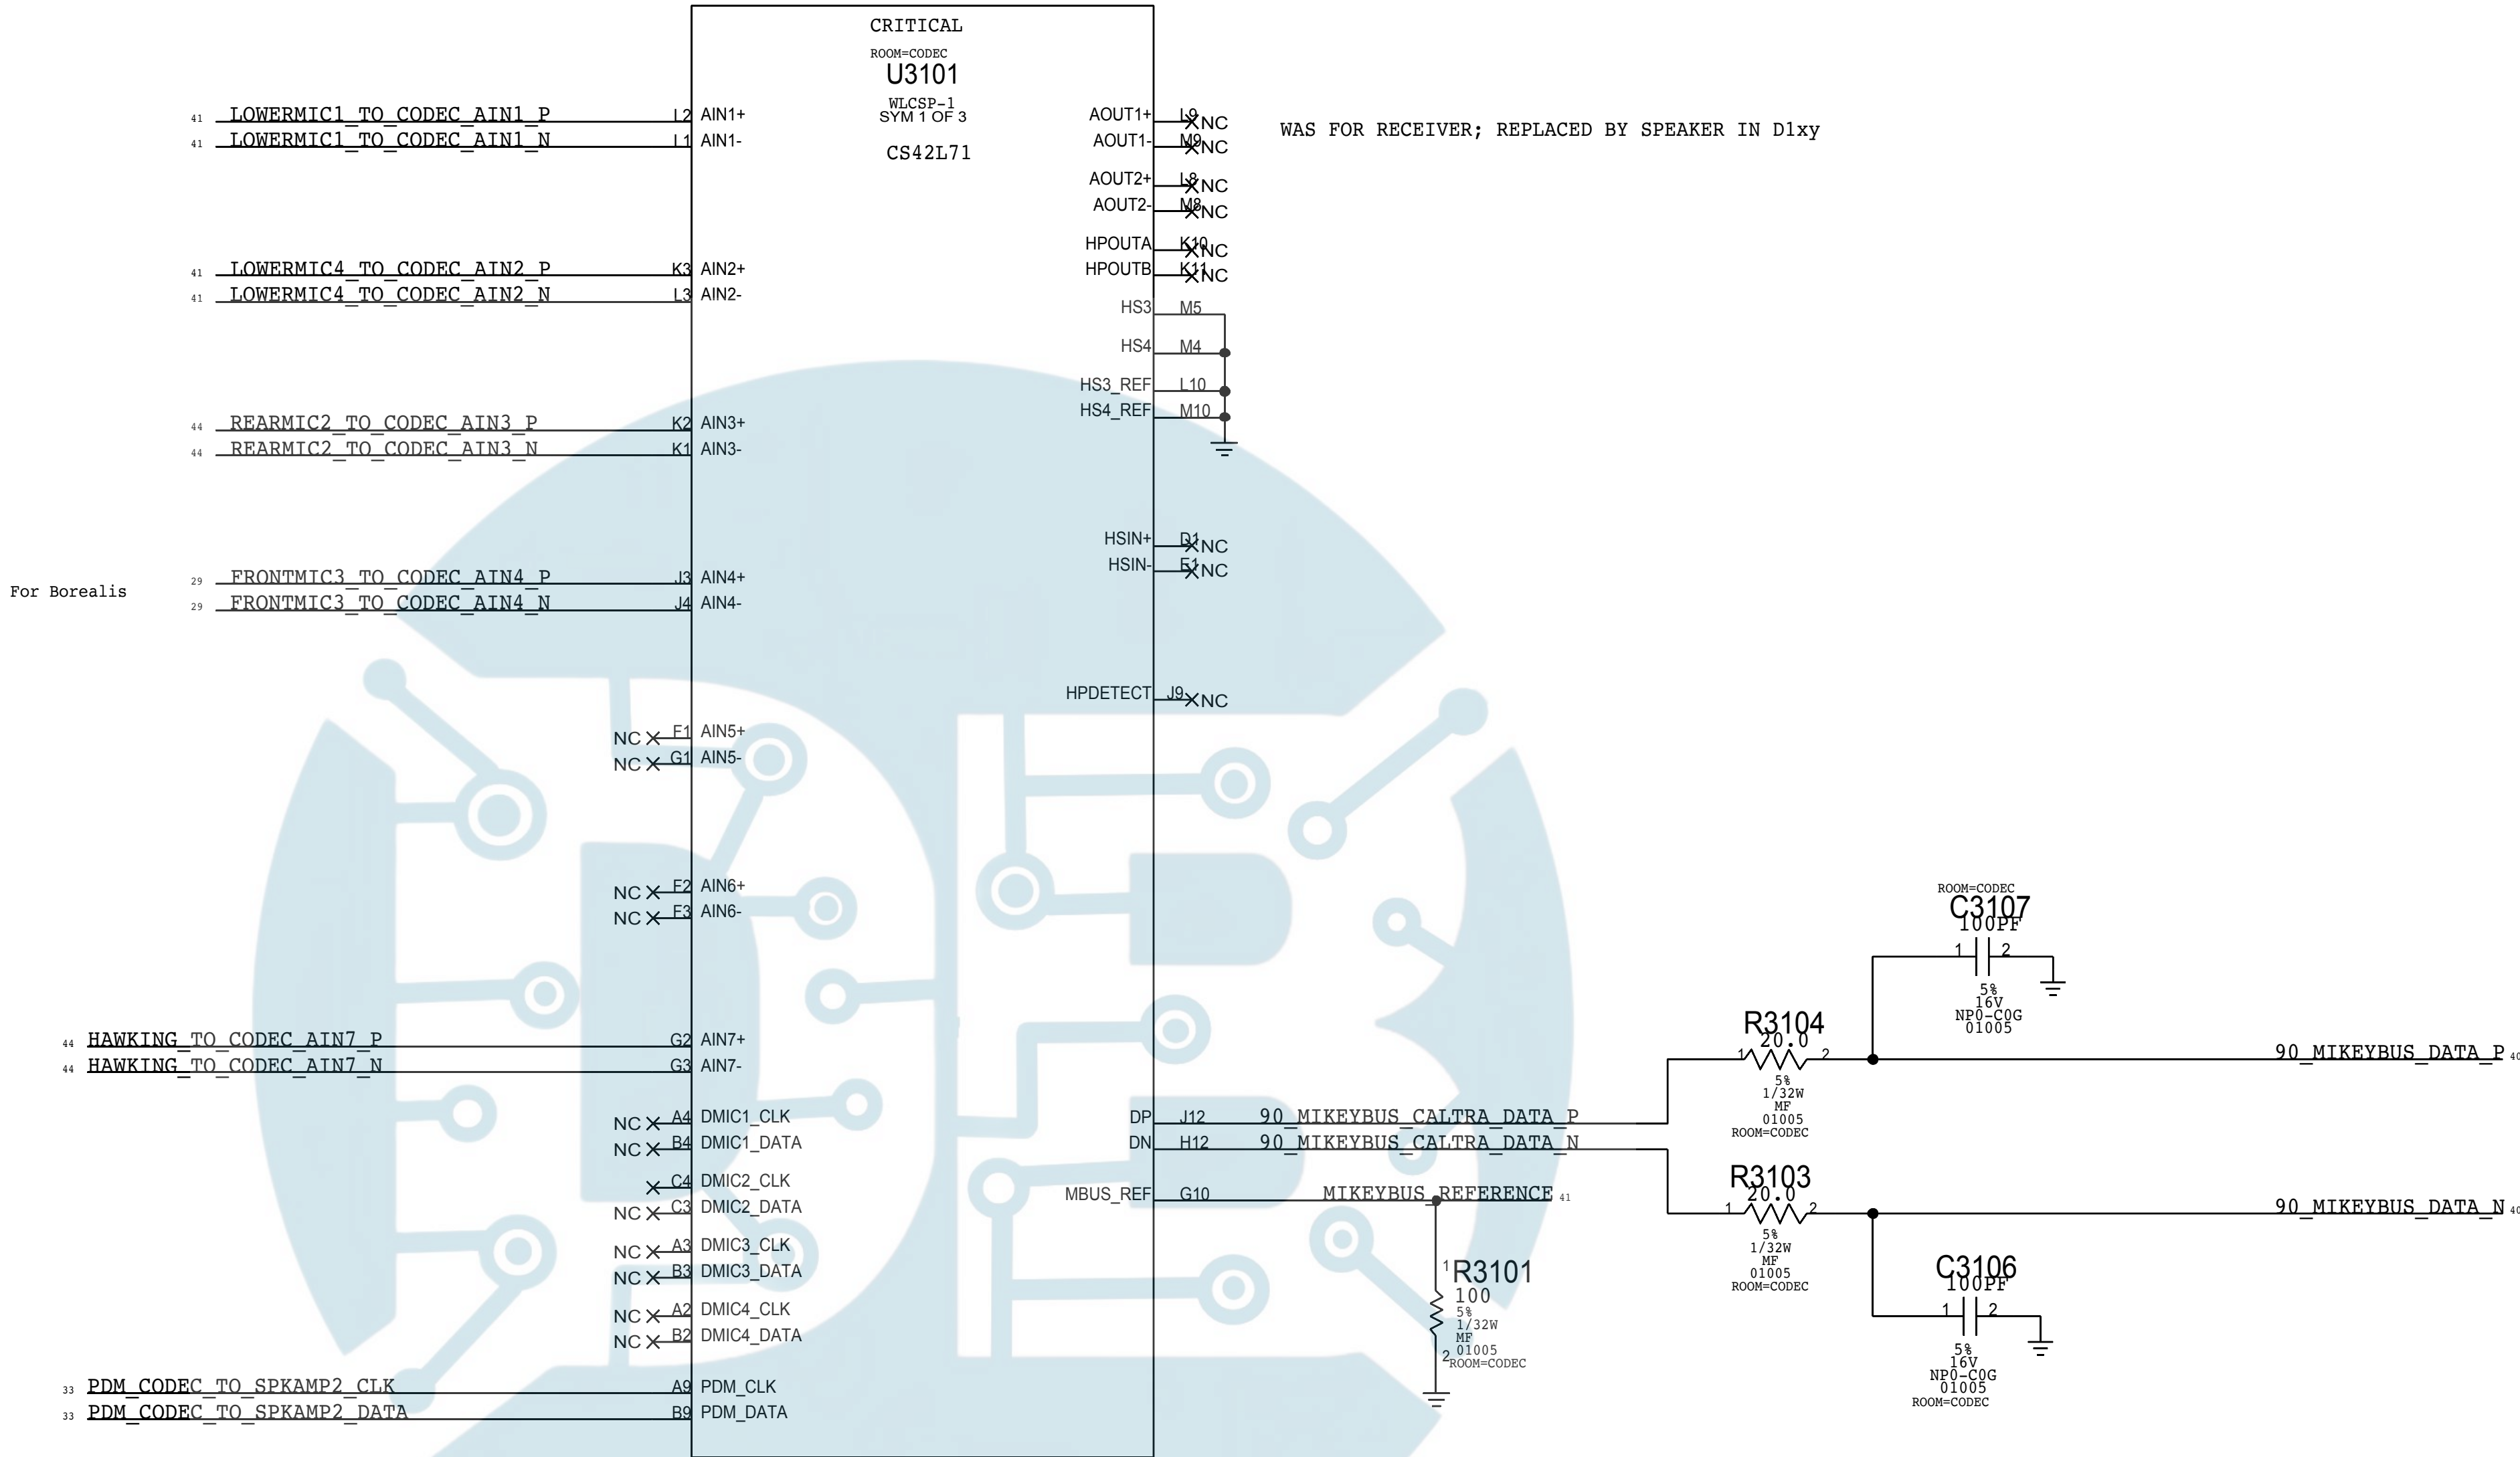 CRITICAL
ROOM=CODEC
U3101
WLCSP-1
SYM 1 OF 3
CS42L71
41 LOWERMIC1_TO_CODEC_AIN1_P L2 AIN1+
41 LOWERMIC1_TO_CODEC_AIN1_N L1 AIN1-
41 LOWERMIC4_TO_CODEC_AIN2_P K3 AIN2+
41 LOWERMIC4_TO_CODEC_AIN2_N L3 AIN2-
44 REARMIC2_TO_CODEC_AIN3_P K2 AIN3+
44 REARMIC2_TO_CODEC_AIN3_N K1 AIN3-
For Borealis
29 FRONTMIC3_TO_CODEC_AIN4_P J3 AIN4+
29 FRONTMIC3_TO_CODEC_AIN4_N J4 AIN4-
NC F1 AIN5+
NC G1 AIN5-
NC F2 AIN6+
NC F3 AIN6-
44 HAWKING_TO_CODEC_AIN7_P G2 AIN7+
44 HAWKING_TO_CODEC_AIN7_N G3 AIN7-
NC A4 DMIC1_CLK
NC B4 DMIC1_DATA
C4 DMIC2_CLK
NC C3 DMIC2_DATA
NC A3 DMIC3_CLK
NC B3 DMIC3_DATA
NC A2 DMIC4_CLK
NC B2 DMIC4_DATA
33 PDM_CODEC_TO_SPKAMP2_CLK A9 PDM_CLK
33 PDM_CODEC_TO_SPKAMP2_DATA B9 PDM_DATA
AOUT1+ L9 NC
AOUT1- M9 NC
WAS FOR RECEIVER; REPLACED BY SPEAKER IN D1xy
AOUT2+ L8 NC
AOUT2- M8 NC
HPOUTA K10 NC
HPOUTB K11 NC
HS3 M5
HS4 M4
HS3_REF L10
HS4_REF M10
HSIN+ D1 NC
HSIN- E1 NC
HPDETECT J9 NC
DP J12 90_MIKEYBUS_CALTRA_DATA_P
DN H12 90_MIKEYBUS_CALTRA_DATA_N
MBUS_REF G10 MIKEYBUS_REFERENCE 41
1 R3101
100
5%
1/32W
MF
01005
2 ROOM=CODEC
ROOM=CODEC
C3107
100PF
1 2
5%
16V
NP0-C0G
01005
R3104
20.0
1 2
5%
1/32W
MF
01005
ROOM=CODEC
90_MIKEYBUS_DATA_P 40
R3103
20.0
1 2
5%
1/32W
MF
01005
ROOM=CODEC
90_MIKEYBUS_DATA_N 40
C3106
100PF
1 2
5%
16V
NP0-C0G
01005
ROOM=CODEC